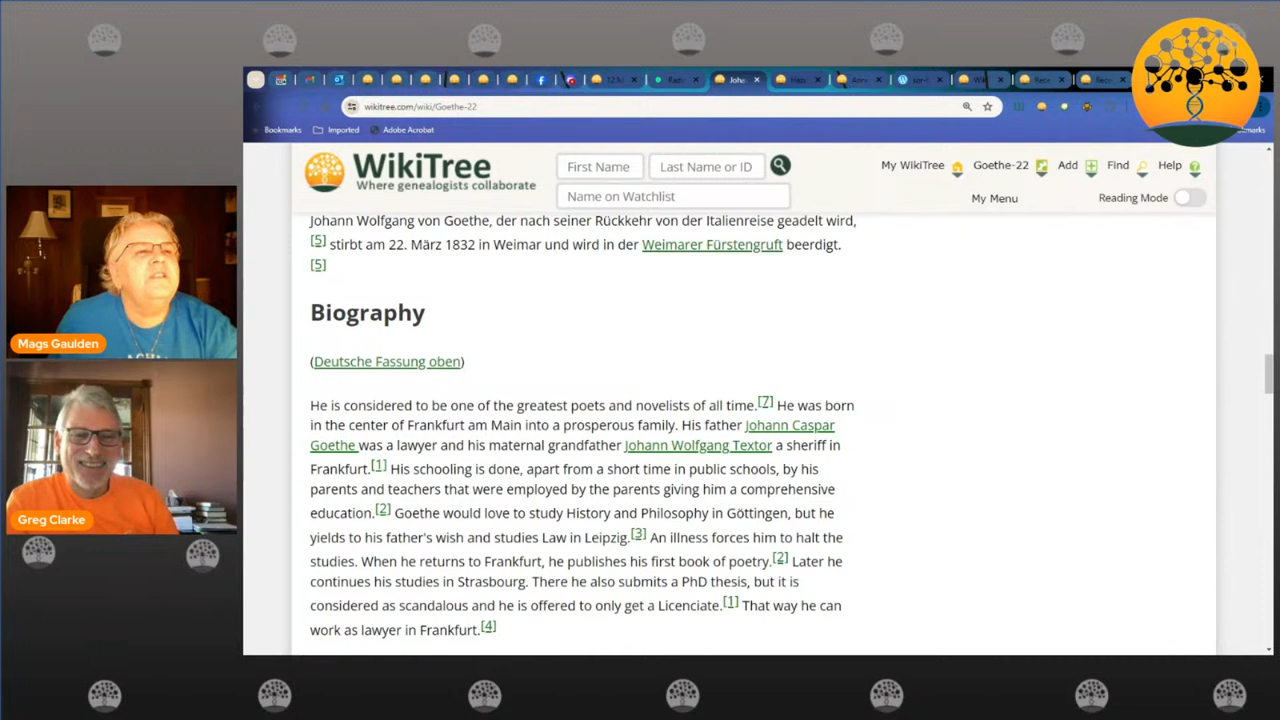 wikitree.com/wiki/Goethe-22
Bookmarks Imported Adobe Acrobat
WikiTree
Where genealogists collaborate
First Name Last Name or ID
Name on Watchlist
My WikiTree Goethe-22 Add Find Help
My Menu Reading Mode
Johann Wolfgang von Goethe, der nach seiner Rückkehr von der Italienreise geadelt wird,
[5] stirbt am 22. März 1832 in Weimar und wird in der Weimarer Fürstengruft beerdigt.
[5]
Biography
(Deutsche Fassung oben)
He is considered to be one of the greatest poets and novelists of all time.[7] He was born
in the center of Frankfurt am Main into a prosperous family. His father Johann Caspar
Goethe was a lawyer and his maternal grandfather Johann Wolfgang Textor a sheriff in
Frankfurt.[1] His schooling is done, apart from a short time in public schools, by his
parents and teachers that were employed by the parents giving him a comprehensive
education.[2] Goethe would love to study History and Philosophy in Göttingen, but he
yields to his father's wish and studies Law in Leipzig.[3] An illness forces him to halt the
studies. When he returns to Frankfurt, he publishes his first book of poetry.[2] Later he
continues his studies in Strasbourg. There he also submits a PhD thesis, but it is
considered as scandalous and he is offered to only get a Licenciate.[1] That way he can
work as lawyer in Frankfurt.[4]
Mags Gaulden
Greg Clarke